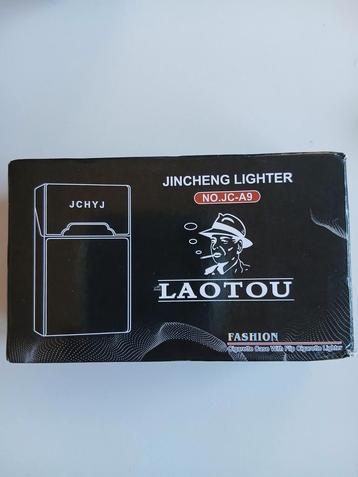 JINCHENG LIGHTER
NO.JC-A9
JCHYJ
LAOTOU
FASHION
Cigarette Case With Flip Cigarette Lighter